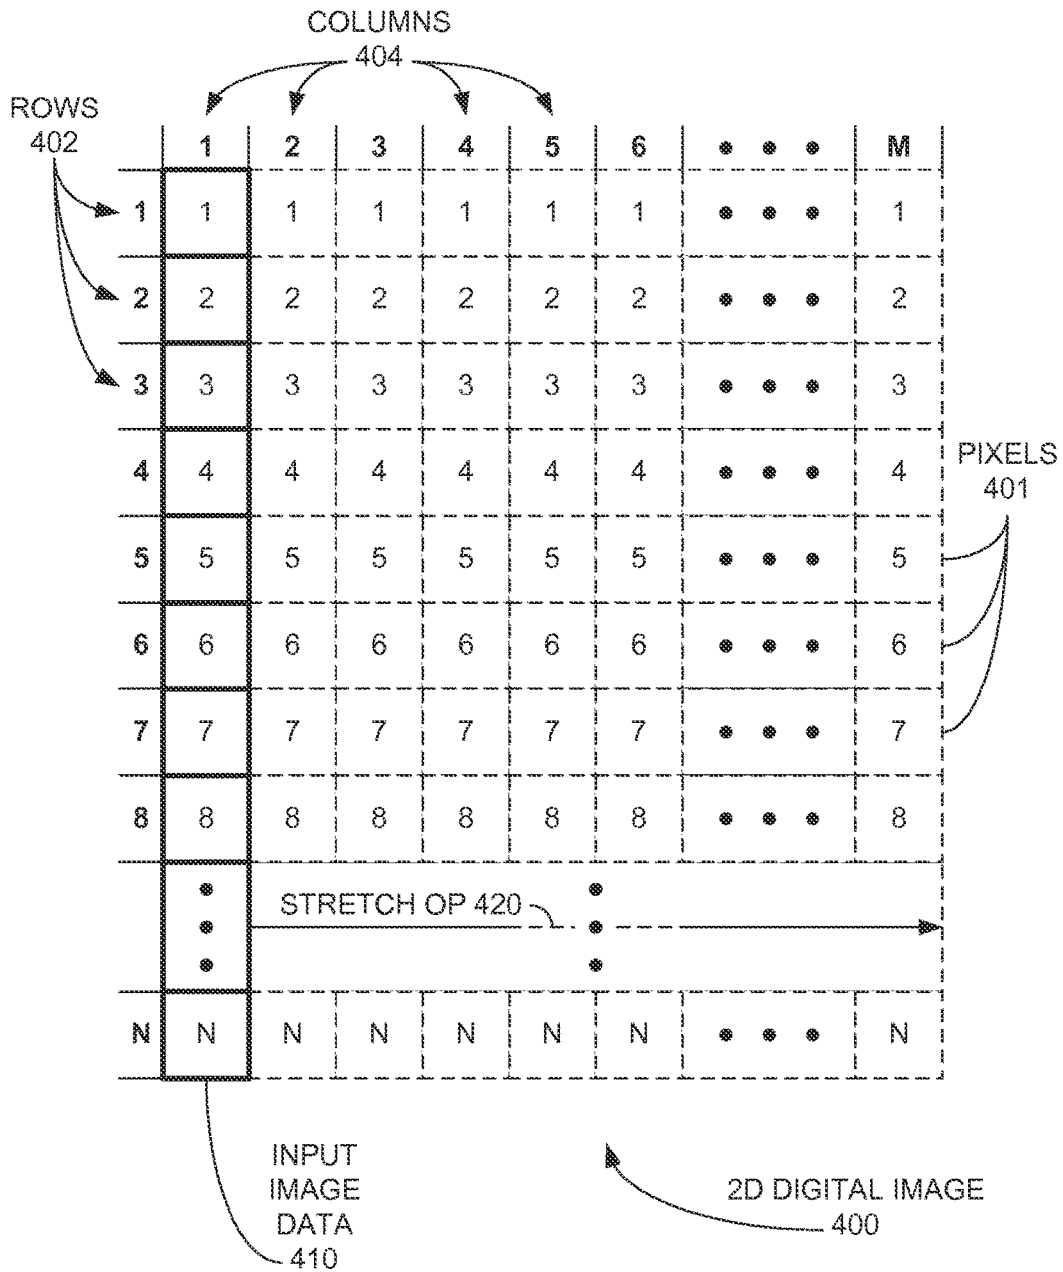 COLUMNS
404
ROWS
402
1 2 3 4 5 6 • • • M
1 1 1 1 1 1 1 • • • 1
2 2 2 2 2 2 2 • • • 2
3 3 3 3 3 3 3 • • • 3
4 4 4 4 4 4 4 • • • 4
PIXELS
401
5 5 5 5 5 5 5 • • • 5
6 6 6 6 6 6 6 • • • 6
7 7 7 7 7 7 7 • • • 7
8 8 8 8 8 8 8 • • • 8
STRETCH OP 420
N N N N N N N • • • N
INPUT
IMAGE
DATA
410
2D DIGITAL IMAGE
400